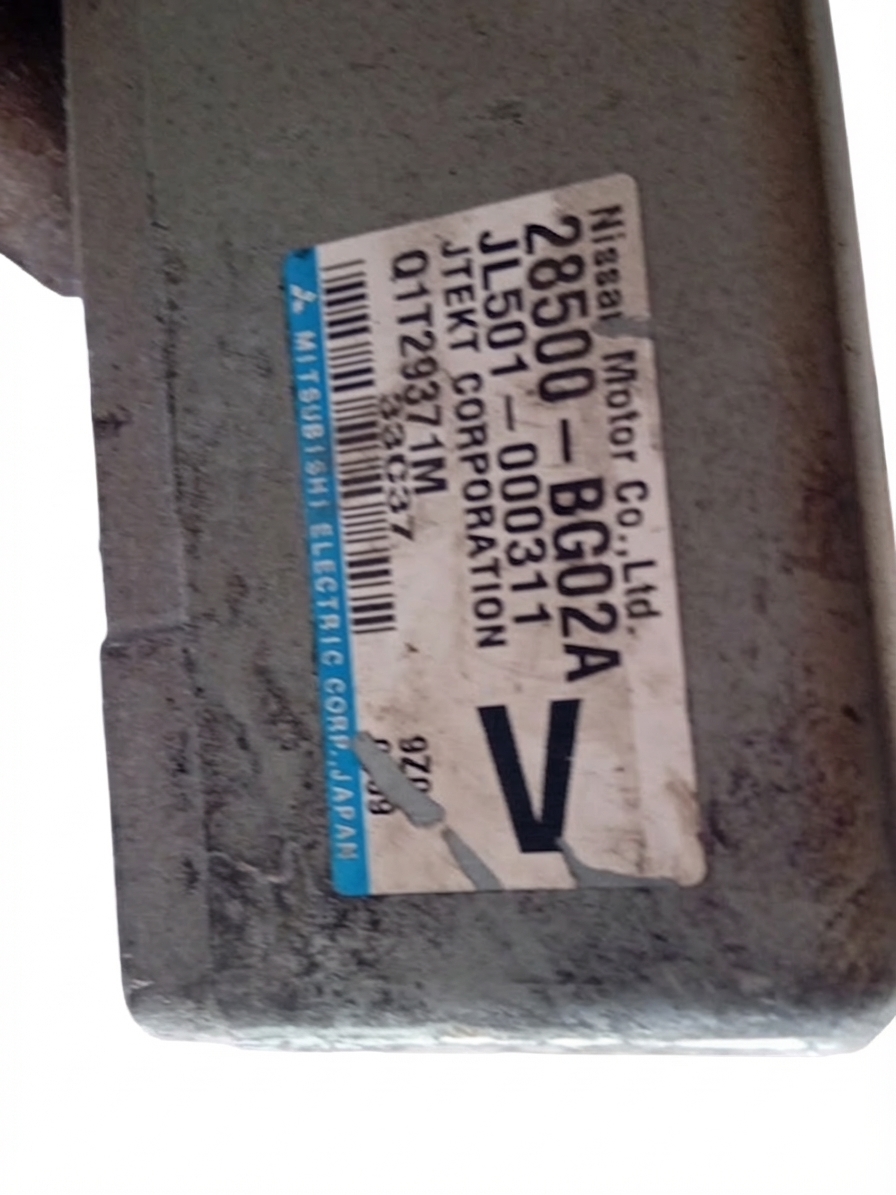 Nissan Motor Co.,Ltd.
28500-BG02A
JL501-000311
JTEKT CORPORATION
V
Q1T29371M
33C37
MITSUBISHI ELECTRIC CORP.,JAPAN